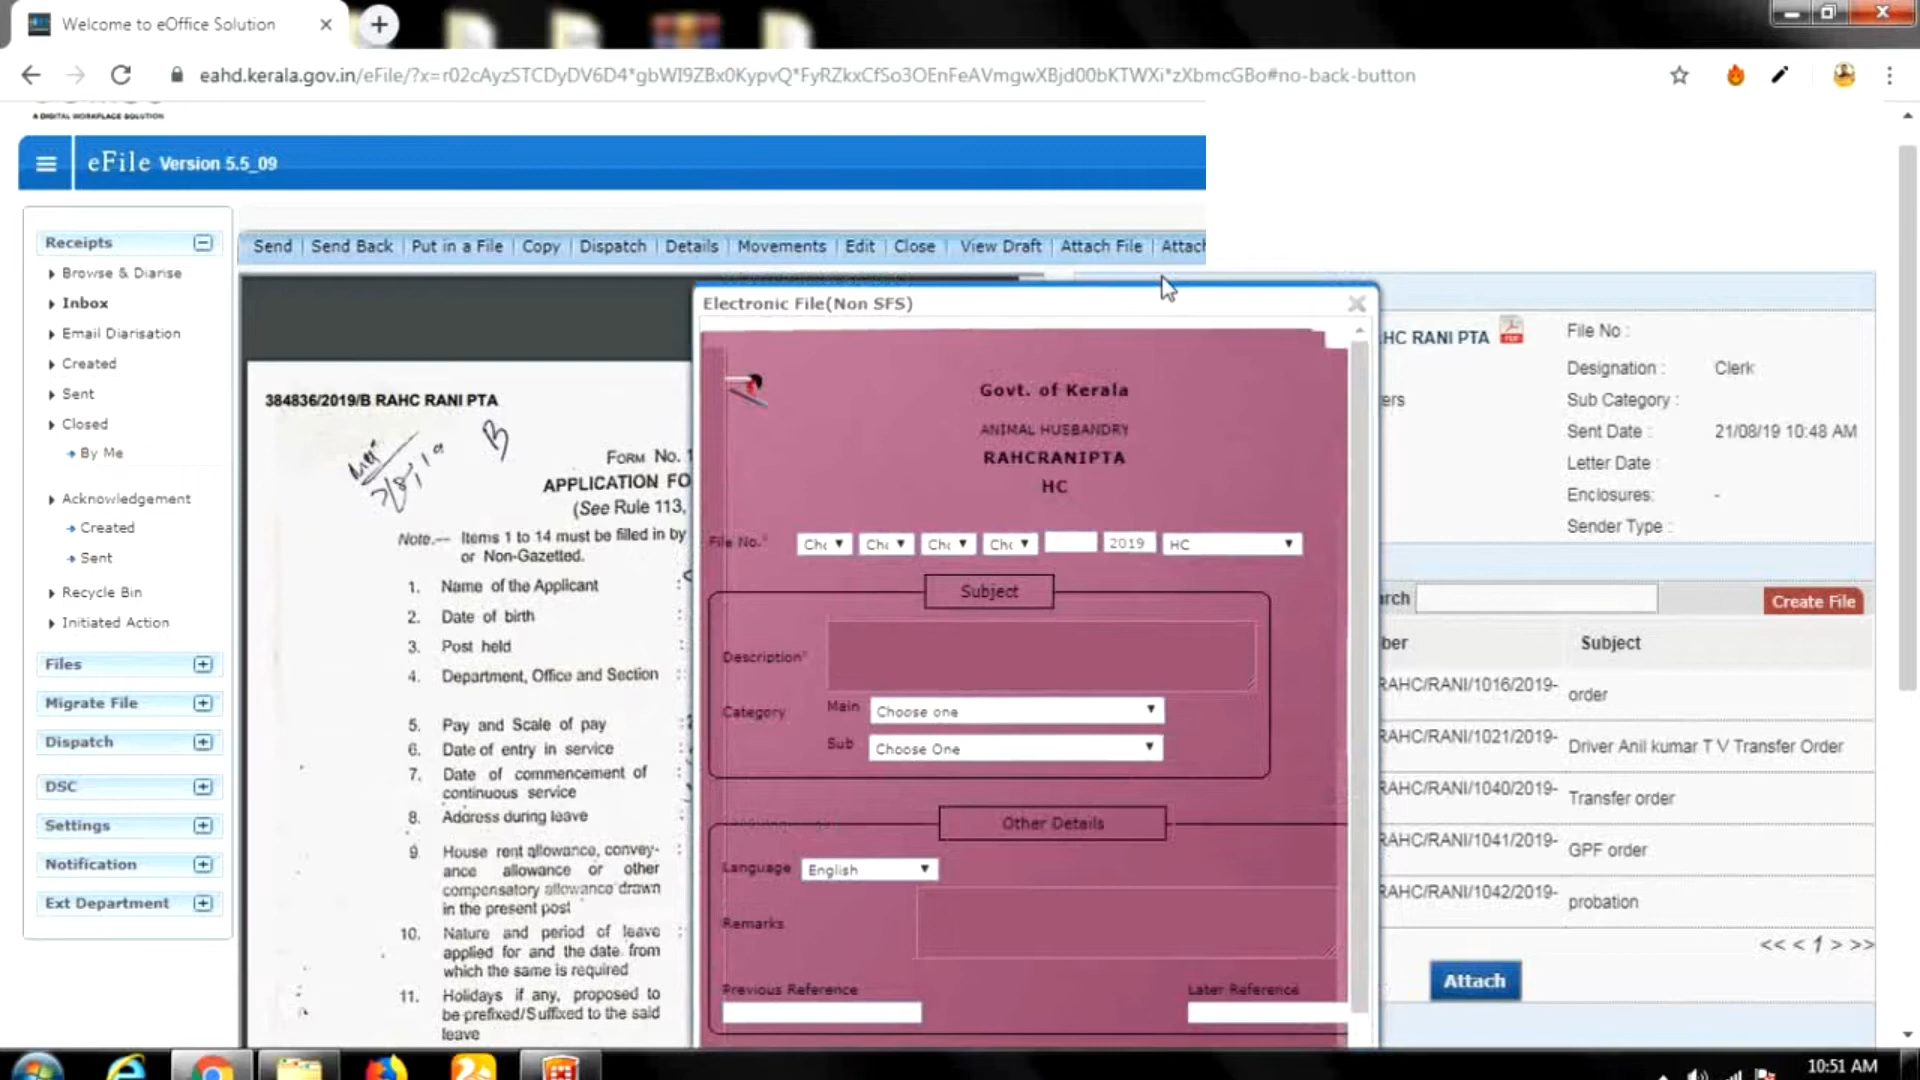 Welcome to eOffice Solution
eahd.kerala.gov.in/eFile/?x=r02cAyzSTCDyDV6D4*gbWI9ZBx0KypvQ*FyRZkxCfSo3OEnFeAVmgwXBjd00bKTWXi*zXbmcGBo#no-back-button
A DIGITAL WORKPLACE SOLUTION
eFile Version 5.5_09
Receipts
Browse & Diarise
Inbox
Email Diarisation
Created
Sent
Closed
By Me
Acknowledgement
Created
Sent
Recycle Bin
Initiated Action
Files
Migrate File
Dispatch
DSC
Settings
Notification
Ext Department
Send | Send Back | Put in a File | Copy | Dispatch | Details | Movements | Edit | Close | View Draft | Attach File | Attach
384836/2019/B RAHC RANI PTA
B
FORM No. 1
APPLICATION FO
(See Rule 113,
Note.— Items 1 to 14 must be filled in by
or Non-Gazetted.
1. Name of the Applicant :
2. Date of birth :
3. Post held :
4. Department, Office and Section :
5. Pay and Scale of pay :
6. Date of entry in service :
7. Date of commencement of :
continuous service
8. Address during leave :
9. House rent allowance, convey- :
ance allowance or other
compensatory allowance drawn
in the present post
10. Nature and period of leave :
applied for and the date from
which the same is required
11. Holidays if any, proposed to :
be prefixed/Suffixed to the said
leave
Electronic File(Non SFS)
Govt. of Kerala
ANIMAL HUSBANDRY
RAHCRANIPTA
HC
File No.* Cho Cho Cho Cho 2019 HC
Subject
Description*
Category Main Choose one
Sub Choose One
Other Details
Language English
Remarks
Previous Reference Later Reference
HC RANI PTA
PDF
ers
File No :
Designation : Clerk
Sub Category :
Sent Date : 21/08/19 10:48 AM
Letter Date :
Enclosures: -
Sender Type :
arch
Create File
ber Subject
RAHC/RANI/1016/2019- order
RAHC/RANI/1021/2019- Driver Anil kumar T V Transfer Order
RAHC/RANI/1040/2019- Transfer order
RAHC/RANI/1041/2019- GPF order
RAHC/RANI/1042/2019- probation
<< < 1 > >>
Attach
10:51 AM